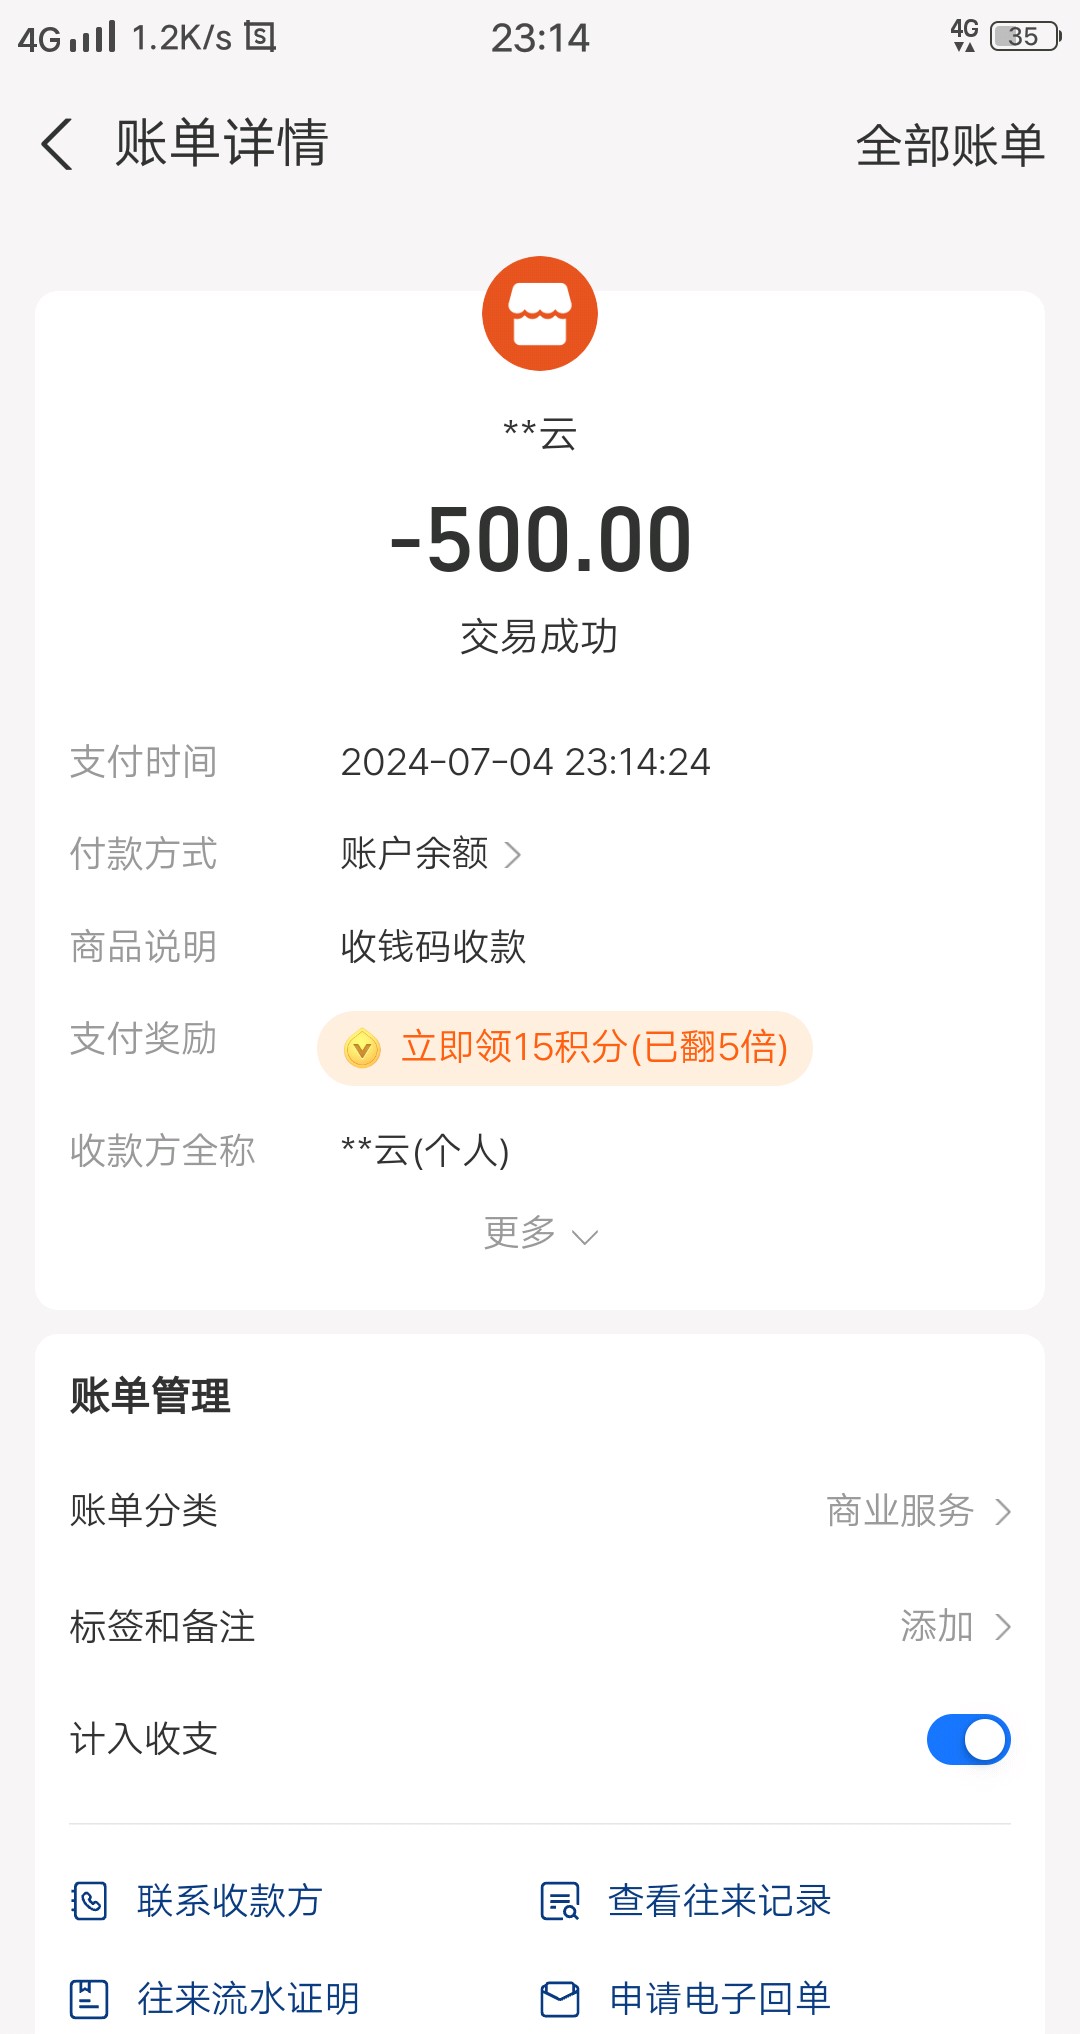 4G 1.2K/s 23:14 4G 35
账单详情 全部账单
**云
-500.00
交易成功
支付时间 2024-07-04 23:14:24
付款方式 账户余额
商品说明 收钱码收款
支付奖励 立即领15积分(已翻5倍)
收款方全称 **云(个人)
更多
账单管理
账单分类 商业服务
标签和备注 添加
计入收支
联系收款方 查看往来记录
往来流水证明 申请电子回单